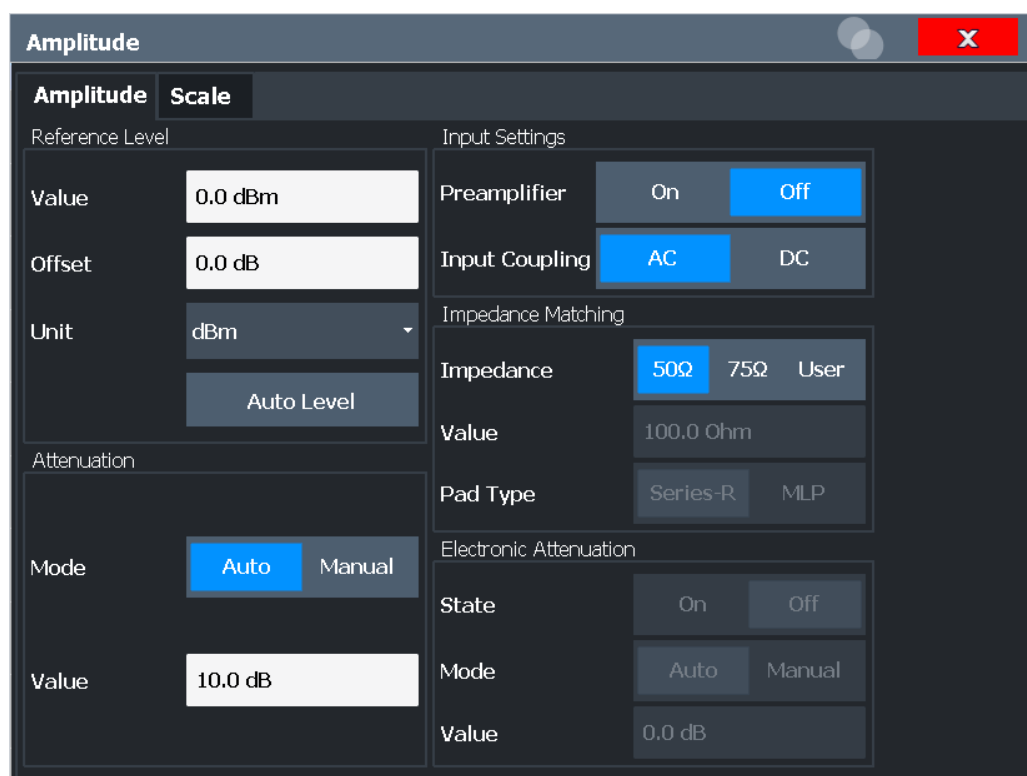 Amplitude
X
Amplitude Scale
Reference Level
Value 0.0 dBm
Offset 0.0 dB
Unit dBm
Auto Level
Attenuation
Mode Auto Manual
Value 10.0 dB
Input Settings
Preamplifier On Off
Input Coupling AC DC
Impedance Matching
Impedance 50Ω 75Ω User
Value 100.0 Ohm
Pad Type Series-R MLP
Electronic Attenuation
State On Off
Mode Auto Manual
Value 0.0 dB